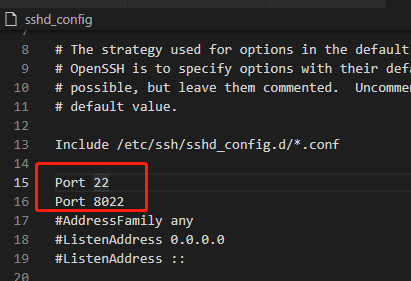 sshd_config
7
8 # The strategy used for options in the default
9 # OpenSSH is to specify options with their defa
10 # possible, but leave them commented.  Uncomme
11 # default value.
12
13 Include /etc/ssh/sshd_config.d/*.conf
14
15 Port 22
16 Port 8022
17 #AddressFamily any
18 #ListenAddress 0.0.0.0
19 #ListenAddress ::
20